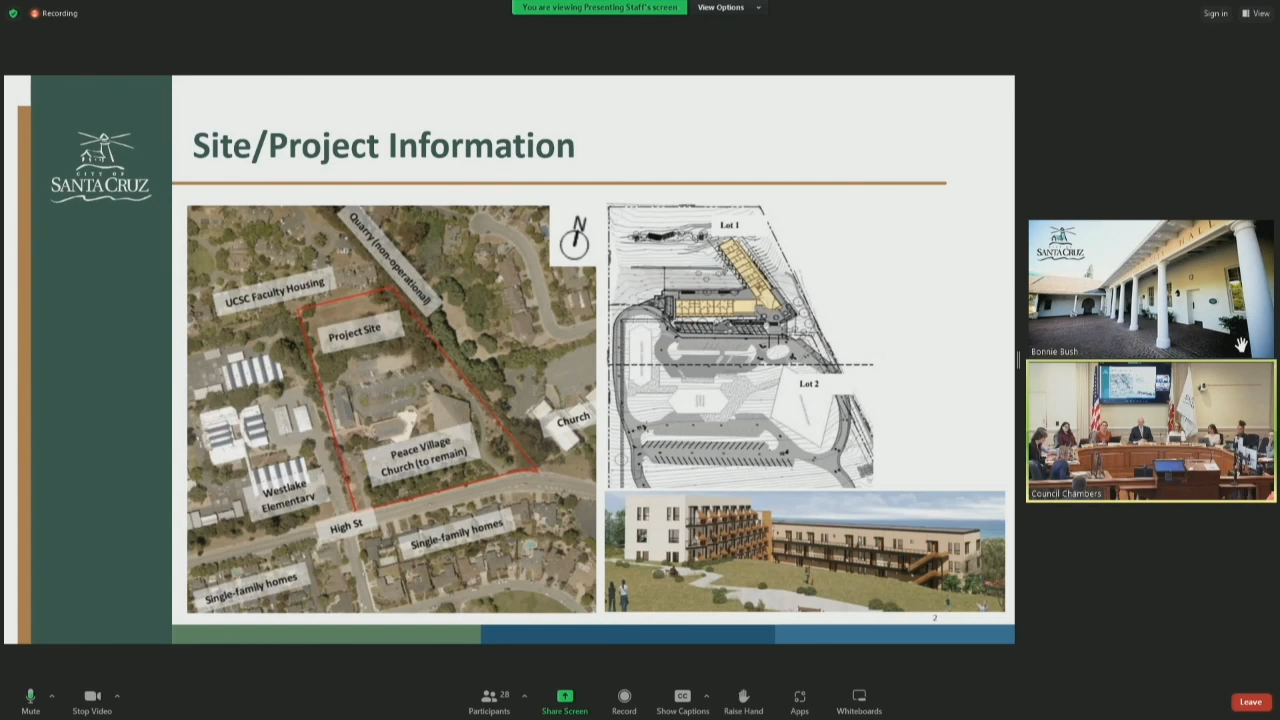 Recording
You are viewing Presenting Staff's screen
View Options
Sign in
View
CITY OF
SANTA CRUZ
Site/Project Information
Quarry (non-operational)
UCSC Faculty Housing
Project Site
N
Church
Peace Village
Church (to remain)
Westlake
Elementary
High St
Single-family homes
Single-family homes
Lot 1
Lot 2
2
SANTA CRUZ
Bonnie Bush
Council Chambers
Mute
Stop Video
Participants
28
Share Screen
Record
CC
Show Captions
Raise Hand
Apps
Whiteboards
Leave